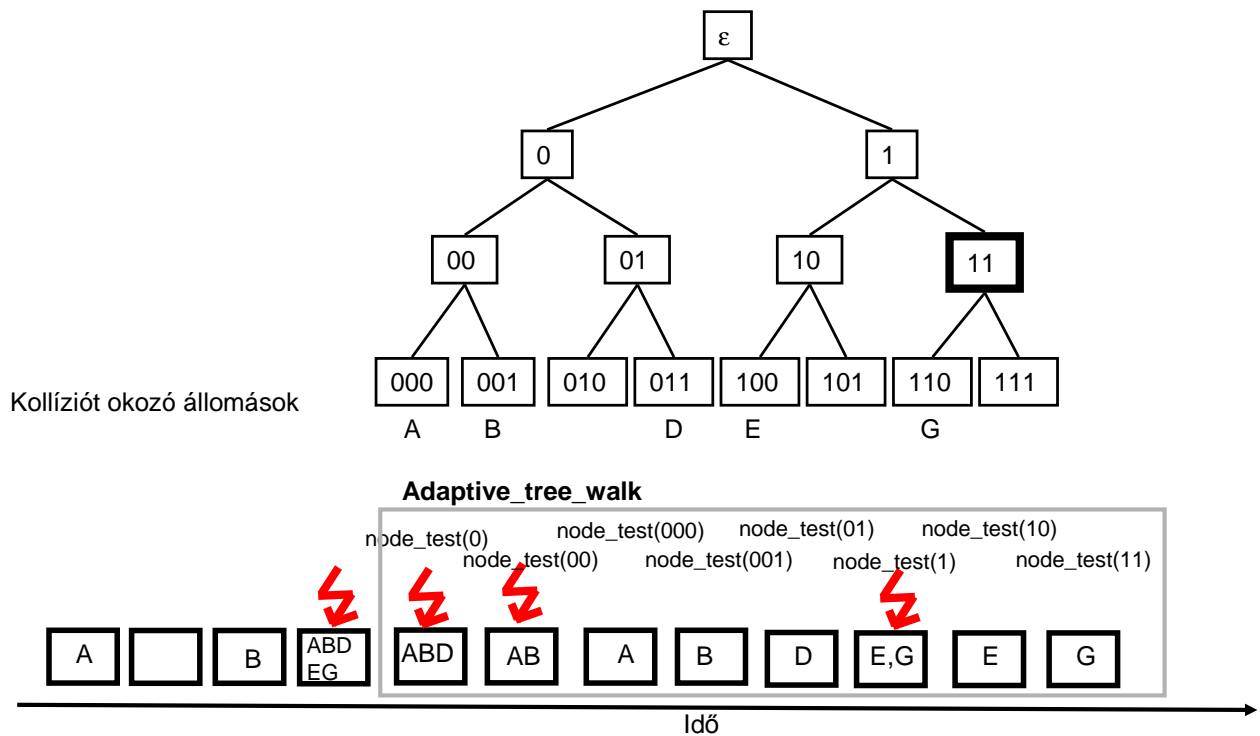 ε
0 1
00 01 10 11
000 001 010 011 100 101 110 111
Kollíziót okozó állomások
A B D E G
Adaptive_tree_walk
node_test(000) node_test(01) node_test(10)
node_test(0)
node_test(00) node_test(001) node_test(1) node_test(11)
A B ABD ABD AB A B D E,G E G
EG
Idő